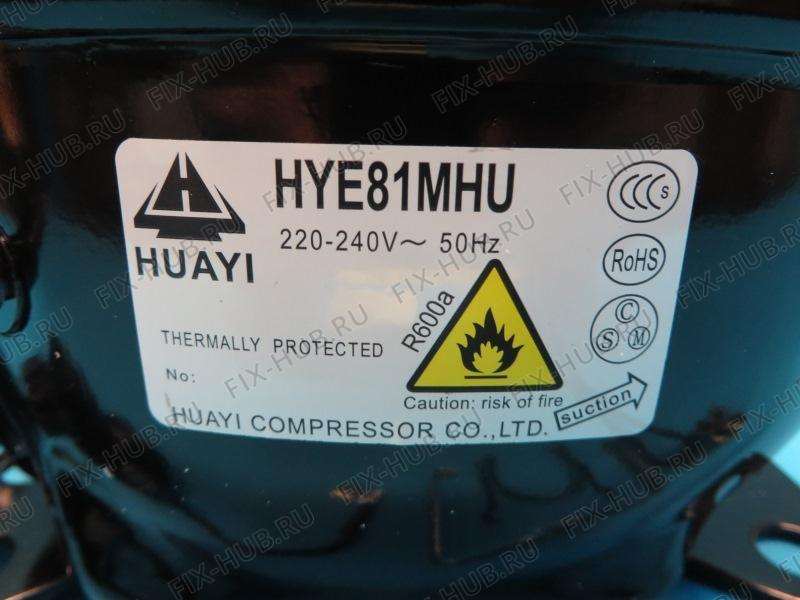 H
HUAYI
HYE81MHU
220-240V～ 50Hz
THERMALLY PROTECTED
No:
R600a
Caution: risk of fire
HUAYI COMPRESSOR CO.,LTD.
suction
CCC S
RoHS
C
S M
FIX-HUB.RU